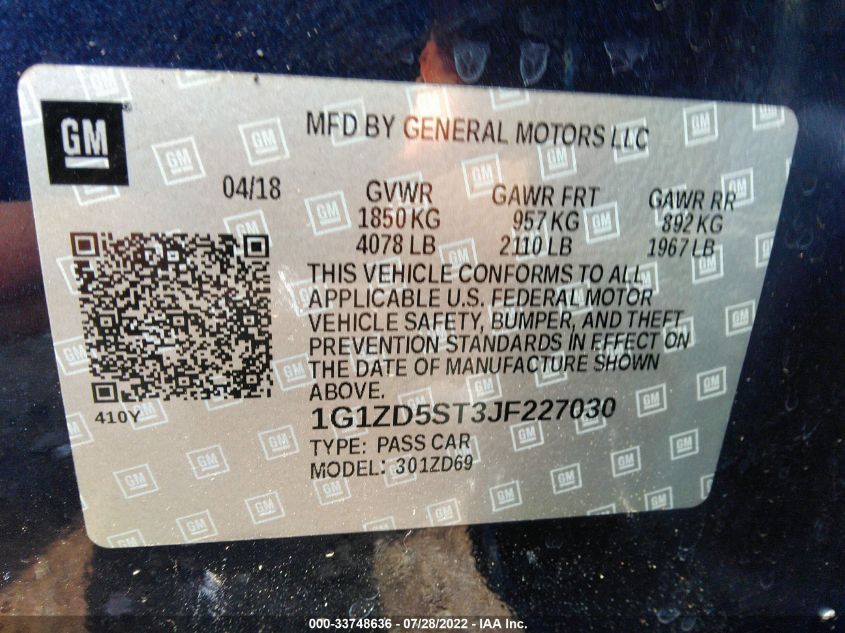 GM
MFD BY GENERAL MOTORS LLC
04/18 GVWR GAWR FRT GAWR RR
1850 KG 957 KG 892 KG
4078 LB 2110 LB 1967 LB
THIS VEHICLE CONFORMS TO ALL
APPLICABLE U.S. FEDERAL MOTOR
VEHICLE SAFETY, BUMPER, AND THEFT
PREVENTION STANDARDS IN EFFECT ON
THE DATE OF MANUFACTURE SHOWN
ABOVE.
410Y
1G1ZD5ST3JF227030
TYPE: PASS CAR
MODEL: 301ZD69
000-33748636 - 07/28/2022 - IAA Inc.